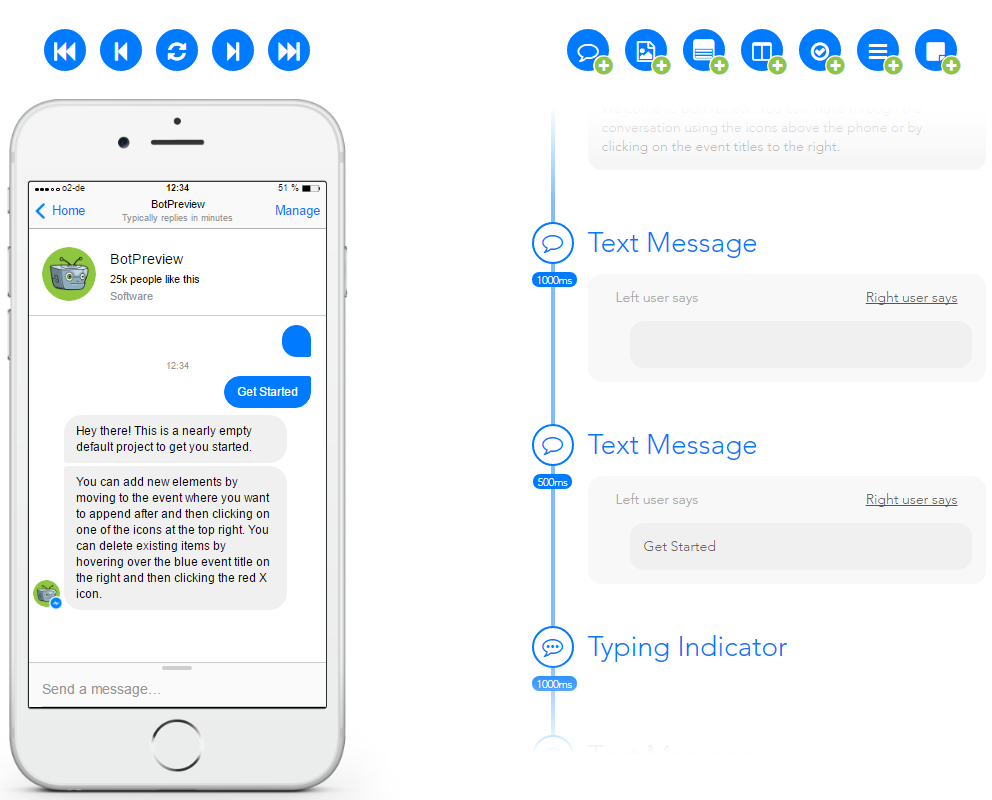 o2-de 12:34 51 %
Home BotPreview Manage
Typically replies in minutes
BotPreview
25k people like this
Software
12:34
Get Started
Hey there! This is a nearly empty
default project to get you started.
You can add new elements by
moving to the event where you want
to append after and then clicking on
one of the icons at the top right. You
can delete existing items by
hovering over the blue event title on
the right and then clicking the red X
icon.
Send a message...
conversation using the icons above the phone or by
clicking on the event titles to the right.
Text Message
1000ms
Left user says Right user says
Text Message
500ms
Left user says Right user says
Get Started
Typing Indicator
1000ms
Text Message